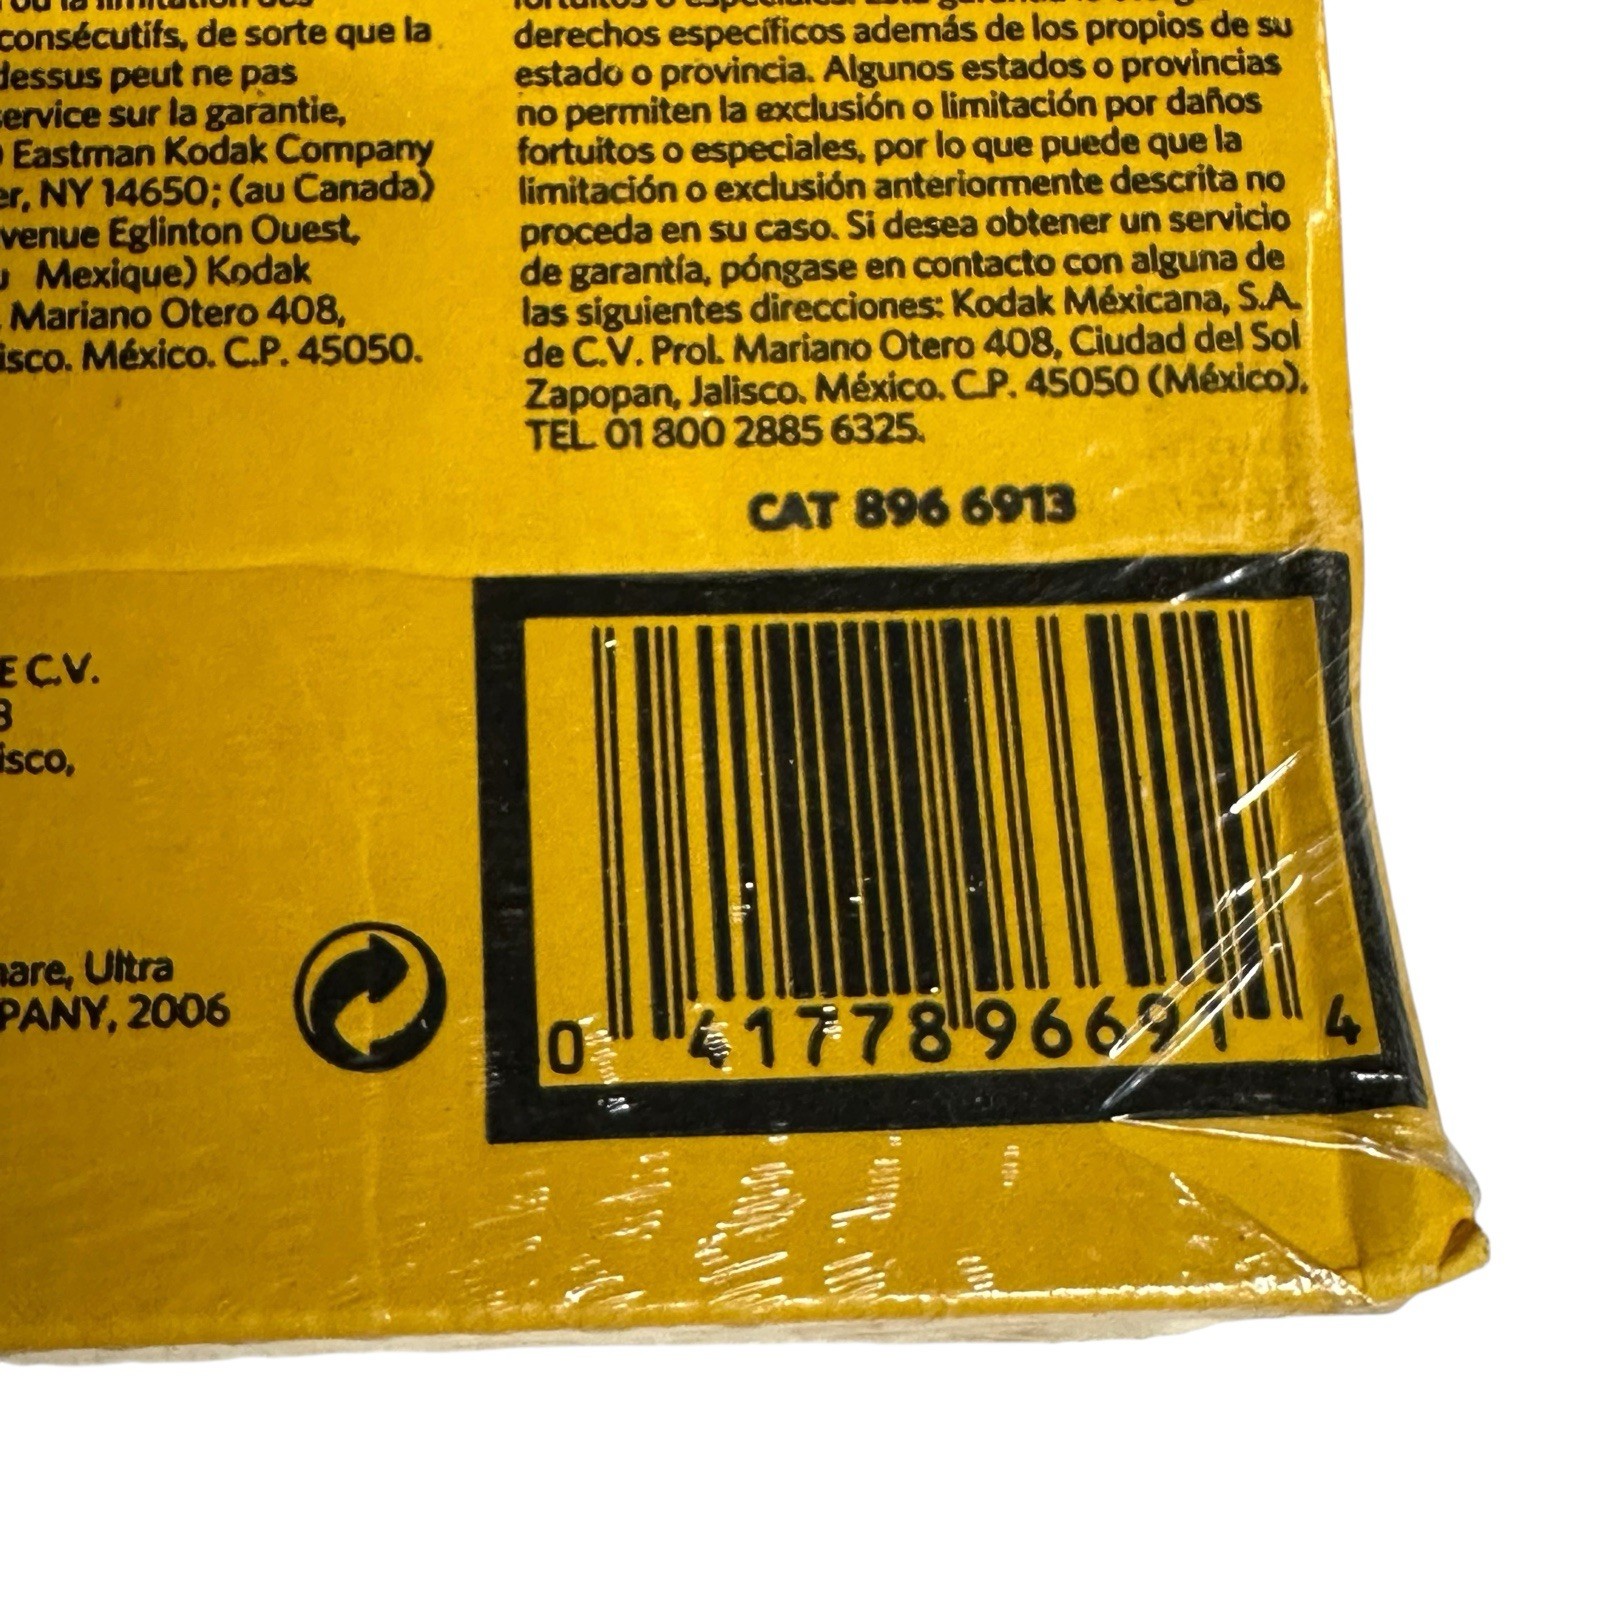 consécutifs, de sorte que la
dessus peut ne pas
service sur la garantie,
Eastman Kodak Company
NY 14650; (au Canada)
Eglinton Ouest,
Mexique) Kodak
Mariano Otero 408,
México. C.P. 45050.
fortuitos o especiales.
derechos específicos además de los propios de su
estado o provincia. Algunos estados o provincias
no permiten la exclusión o limitación por daños
fortuitos o especiales, por lo que puede que la
limitación o exclusión anteriormente descrita no
proceda en su caso. Si desea obtener un servicio
de garantía, póngase en contacto con alguna de
las siguientes direcciones: Kodak Méxicana, S.A.
de C.V. Prol. Mariano Otero 408, Ciudad del Sol
Zapopan, Jalisco. México. C.P. 45050 (México).
TEL. 01 800 2885 6325.
CAT 896 6913
E C.V.
8
isco,
Ultra
PANY, 2006
0 41778 96691 4